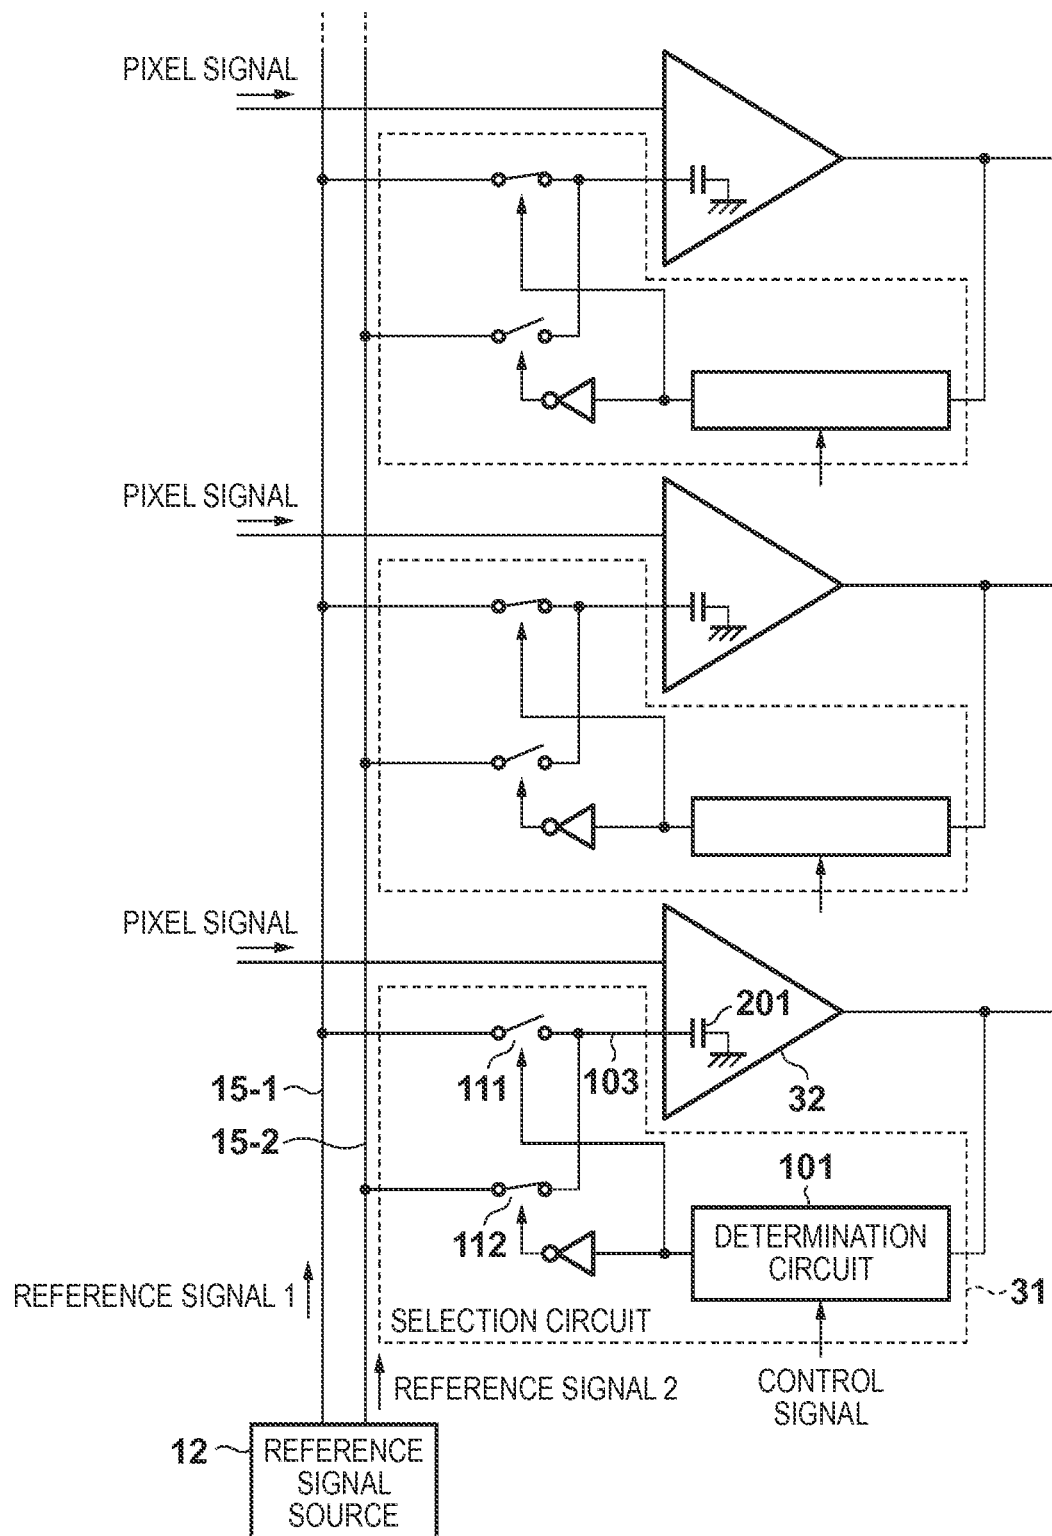 PIXEL SIGNAL
PIXEL SIGNAL
PIXEL SIGNAL
201
111
103
32
15-1
15-2
101
112
DETERMINATION
CIRCUIT
REFERENCE SIGNAL 1
31
SELECTION CIRCUIT
REFERENCE SIGNAL 2
CONTROL
SIGNAL
12
REFERENCE
SIGNAL
SOURCE